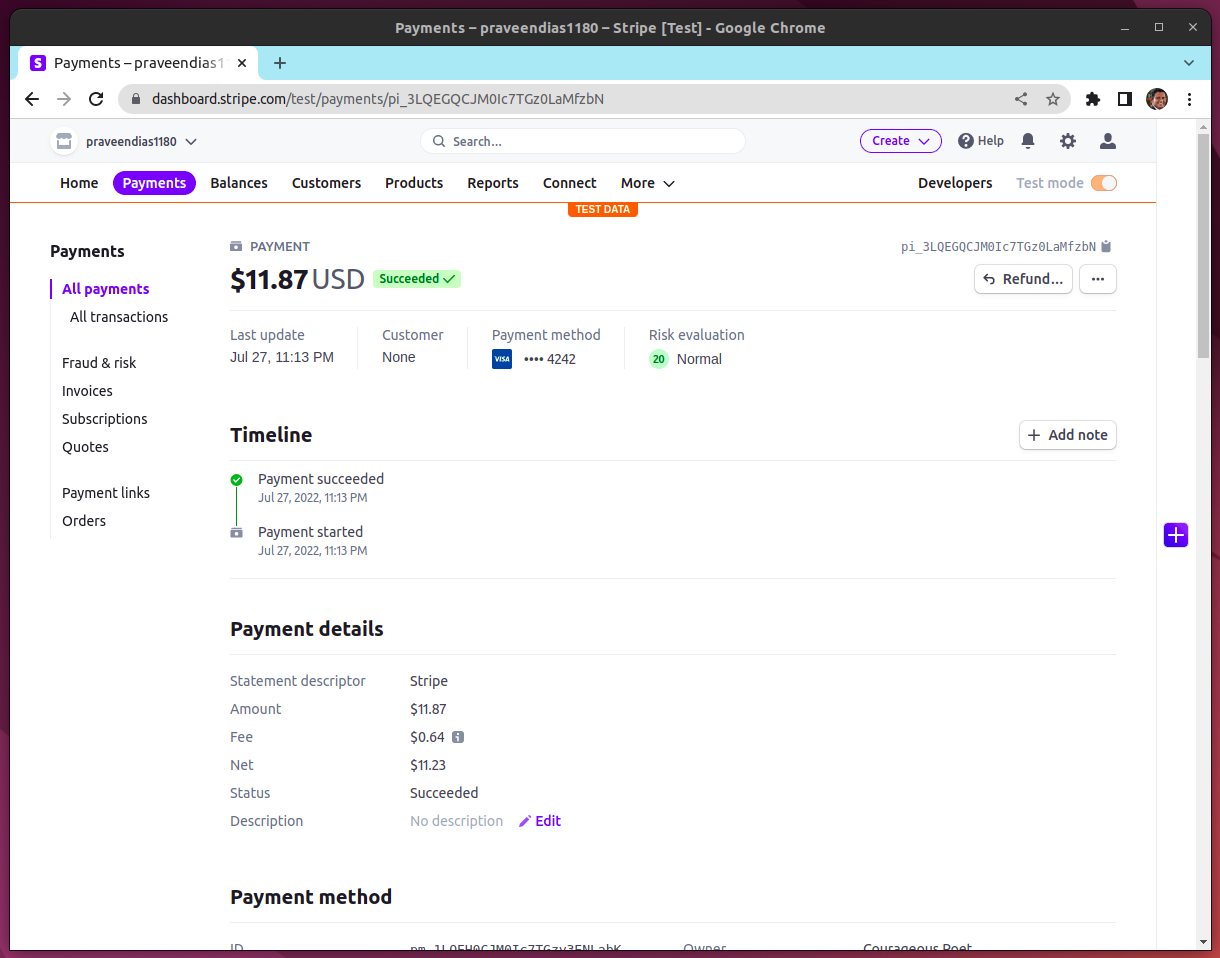 Payments – praveendias1180 – Stripe [Test] - Google Chrome
Payments – praveendias1
dashboard.stripe.com/test/payments/pi_3LQEGQCJM0Ic7TGz0LaMfzbN
praveendias1180
Search...
Create
Help
Home Payments Balances Customers Products Reports Connect More Developers Test mode
TEST DATA
Payments
All payments
All transactions
Fraud & risk
Invoices
Subscriptions
Quotes
Payment links
Orders
PAYMENT
pi_3LQEGQCJM0Ic7TGz0LaMfzbN
$11.87 USD Succeeded
Refund...
Last update Customer Payment method Risk evaluation
Jul 27, 11:13 PM None VISA •••• 4242 20 Normal
Timeline
Add note
Payment succeeded
Jul 27, 2022, 11:13 PM
Payment started
Jul 27, 2022, 11:13 PM
Payment details
Statement descriptor Stripe
Amount $11.87
Fee $0.64
Net $11.23
Status Succeeded
Description No description Edit
Payment method
ID Owner Courageous Poet